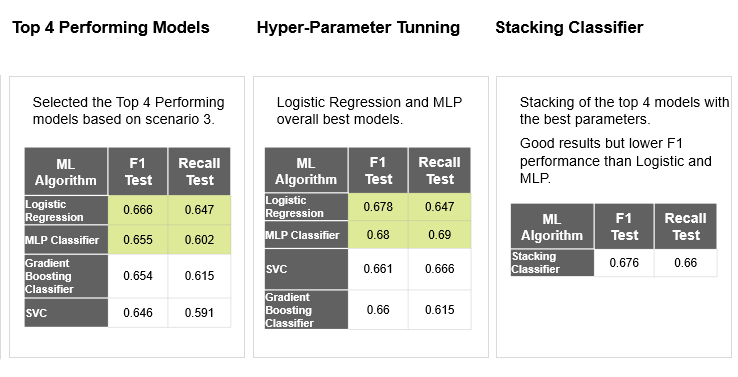 Top 4 Performing Models
Hyper-Parameter Tunning
Stacking Classifier
Selected the Top 4 Performing
models based on scenario 3.
ML
Algorithm
F1
Test
Recall
Test
Logistic
Regression
0.666
0.647
MLP Classifier
0.655
0.602
Gradient
Boosting
Classifier
0.654
0.615
SVC
0.646
0.591
Logistic Regression and MLP
overall best models.
ML
Algorithm
F1
Test
Recall
Test
Logistic
Regression
0.678
0.647
MLP Classifier
0.68
0.69
SVC
0.661
0.666
Gradient
Boosting
Classifier
0.66
0.615
Stacking of the top 4 models with
the best parameters.
Good results but lower F1
performance than Logistic and
MLP.
ML
Algorithm
F1
Test
Recall
Test
Stacking
Classifier
0.676
0.66